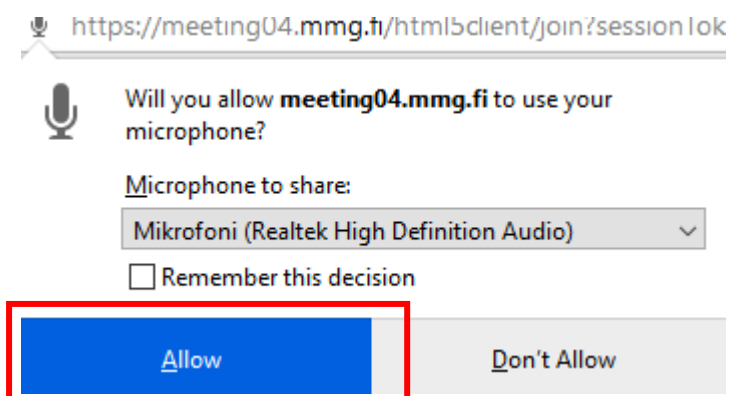 https://meeting04.mmg.fi/html5client/join?sessionTok
Will you allow meeting04.mmg.fi to use your
microphone?
Microphone to share:
Mikrofoni (Realtek High Definition Audio)
Remember this decision
Allow
Don't Allow